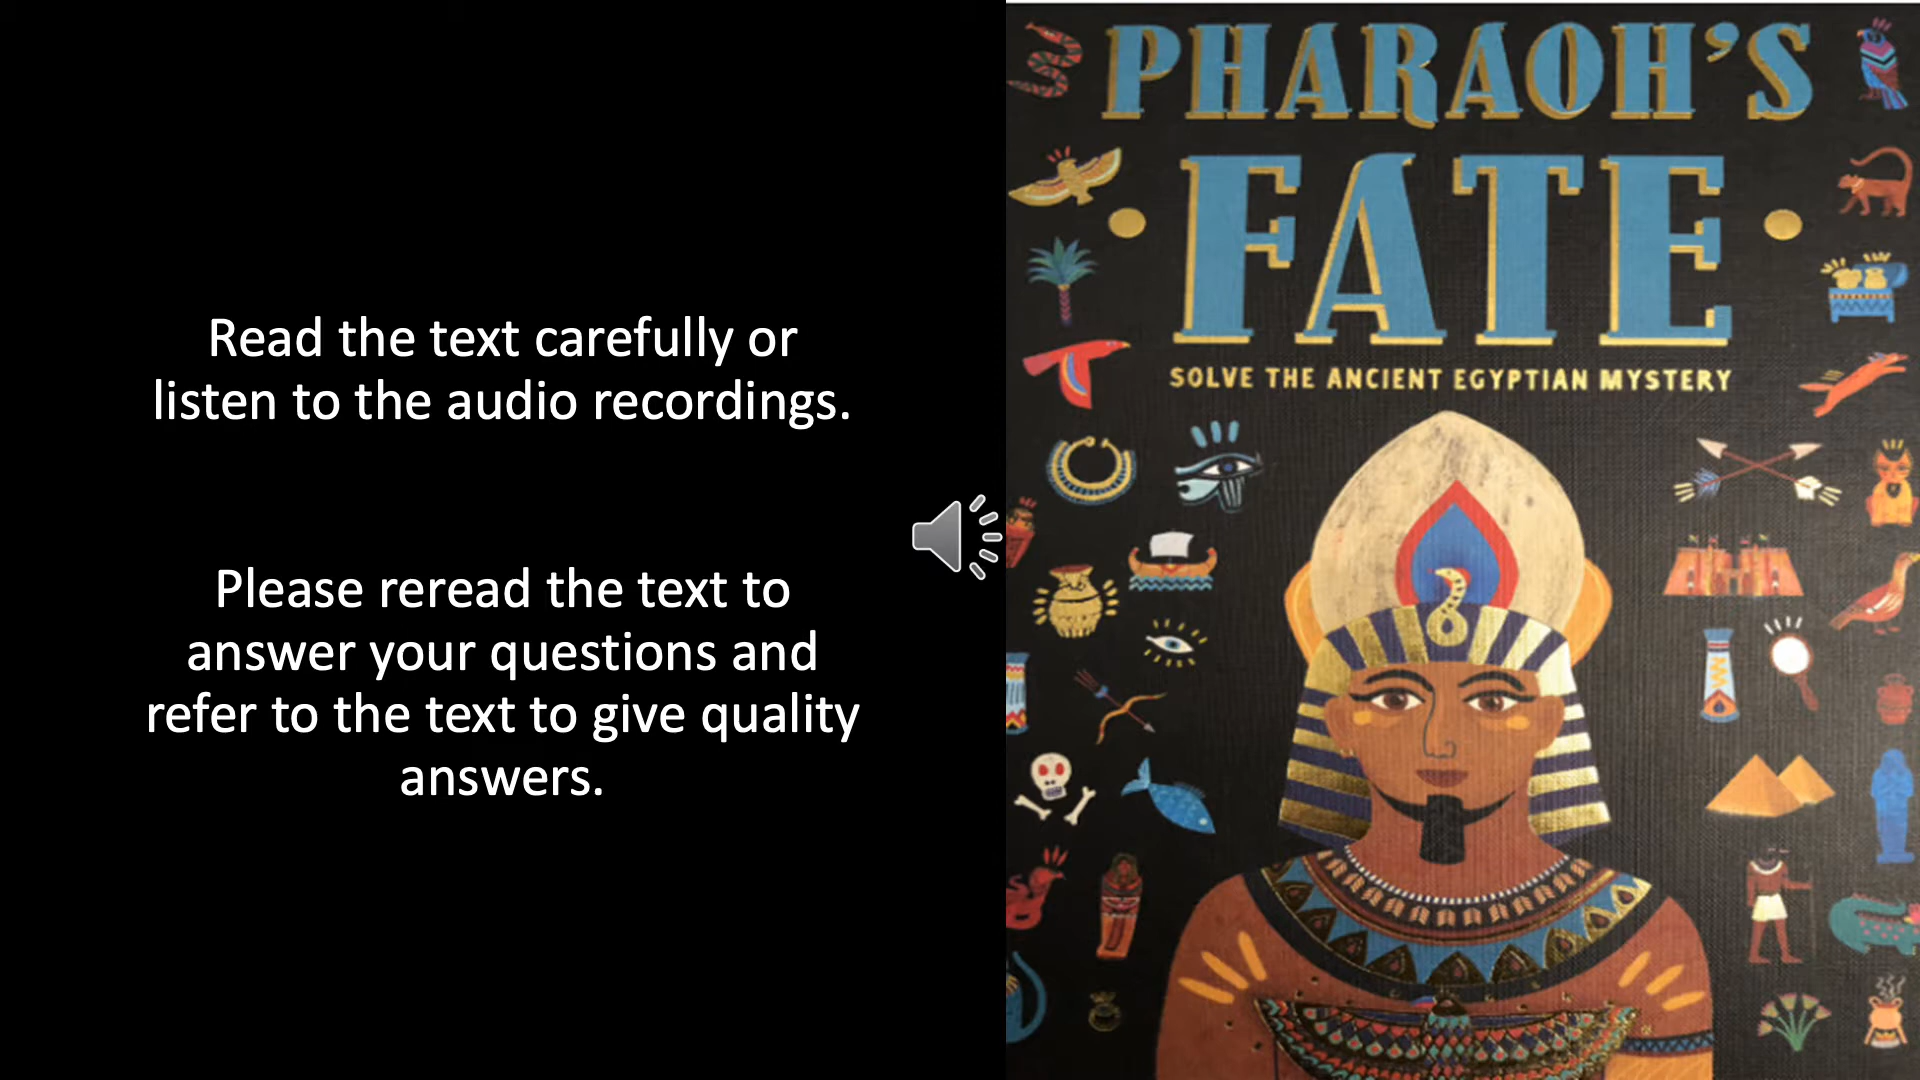 Read the text carefully or
listen to the audio recordings.
Please reread the text to
answer your questions and
refer to the text to give quality
answers.
PHARAOH'S
FATE
SOLVE THE ANCIENT EGYPTIAN MYSTERY